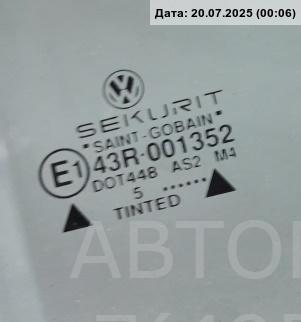 Дата: 20.07.2025 (00:06)
SEKURIT
"SAINT-GOBAIN"
E1 43R-001352
DOT448 AS2 M4
5 ......
TINTED
АВТО